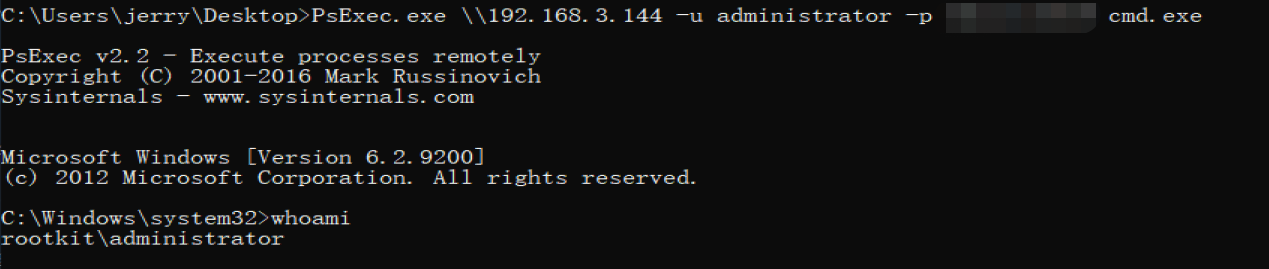 C:\Users\jerry\Desktop>PsExec.exe \\192.168.3.144 -u administrator -p cmd.exe
PsExec v2.2 - Execute processes remotely
Copyright (C) 2001-2016 Mark Russinovich
Sysinternals - www.sysinternals.com
Microsoft Windows [Version 6.2.9200]
(c) 2012 Microsoft Corporation. All rights reserved.
C:\Windows\system32>whoami
rootkit\administrator